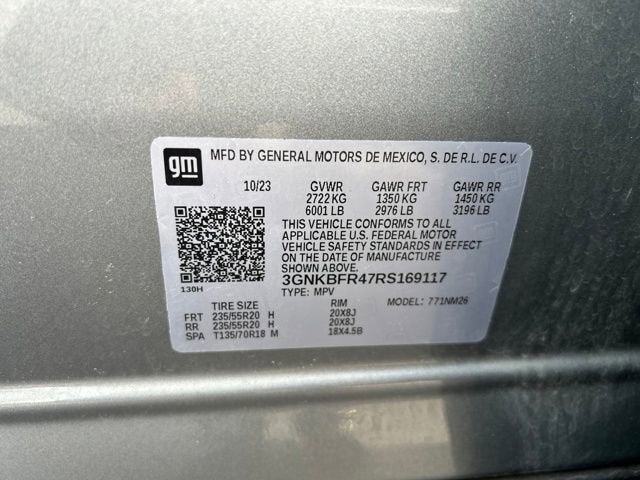 gm MFD BY GENERAL MOTORS DE MEXICO, S. DE R.L. DE C.V.
10/23 GVWR GAWR FRT GAWR RR
2722 KG 1350 KG 1450 KG
6001 LB 2976 LB 3196 LB
THIS VEHICLE CONFORMS TO ALL
APPLICABLE U.S. FEDERAL MOTOR
VEHICLE SAFETY STANDARDS IN EFFECT
ON THE DATE OF MANUFACTURE
SHOWN ABOVE.
3GNKBFR47RS169117
130H TYPE: MPV MODEL: 771NM26
TIRE SIZE RIM
FRT 235/55R20 H 20X8J
RR 235/55R20 H 20X8J
SPA T135/70R18 M 18X4.5B